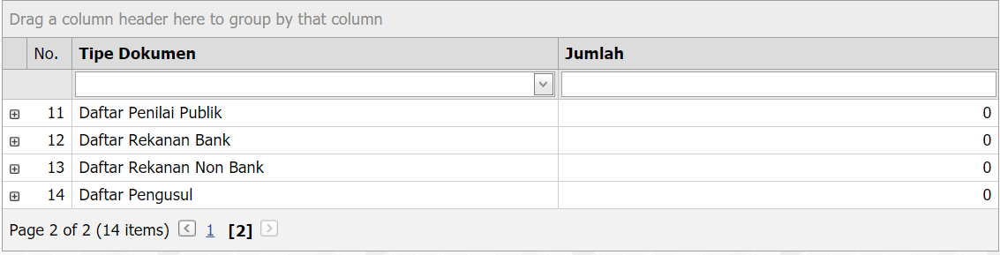 Drag a column header here to group by that column
No. Tipe Dokumen Jumlah
11 Daftar Penilai Publik 0
12 Daftar Rekanan Bank 0
13 Daftar Rekanan Non Bank 0
14 Daftar Pengusul 0
Page 2 of 2 (14 items) 1 [2]